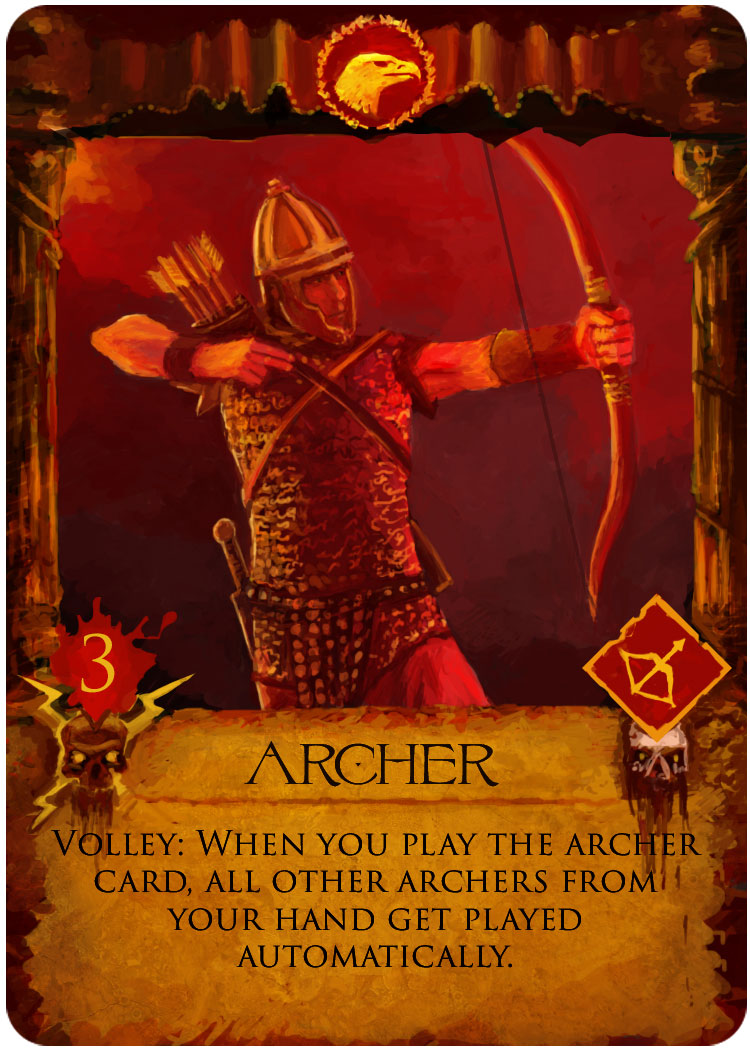 3
Archer
Volley: When you play the archer
card, all other archers from
your hand get played
automatically.